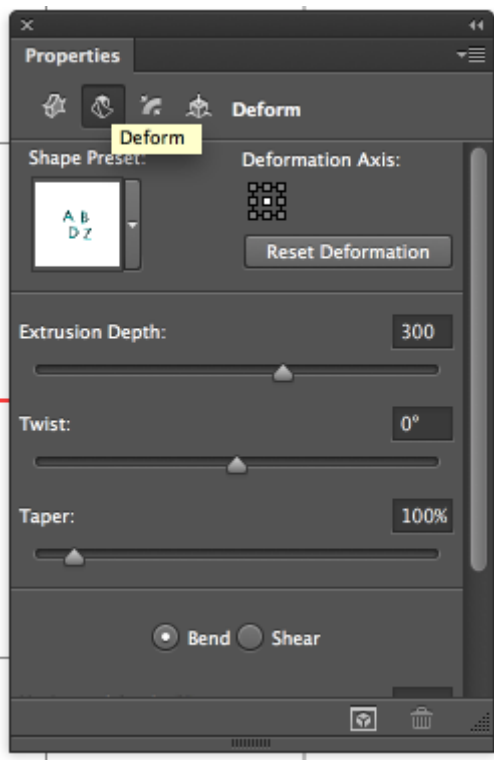 Properties
Deform
Deform
Shape Preset:
Deformation Axis:
A B
D Z
Reset Deformation
Extrusion Depth:
300
Twist:
0°
Taper:
100%
Bend
Shear